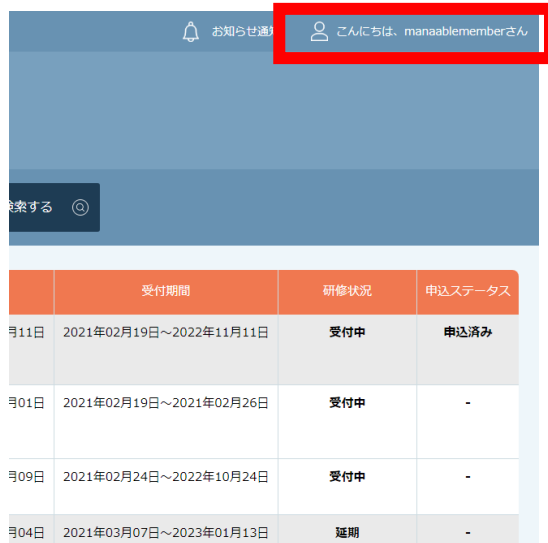 お知らせ通知 こんにちは、manaablememberさん
検索する
受付期間 研修状況 申込ステータス
月11日 2021年02月19日～2022年11月11日 受付中 申込済み
月01日 2021年02月19日～2021年02月26日 受付中 -
月09日 2021年02月24日～2022年10月24日 受付中 -
月04日 2021年03月07日～2023年01月13日 延期 -